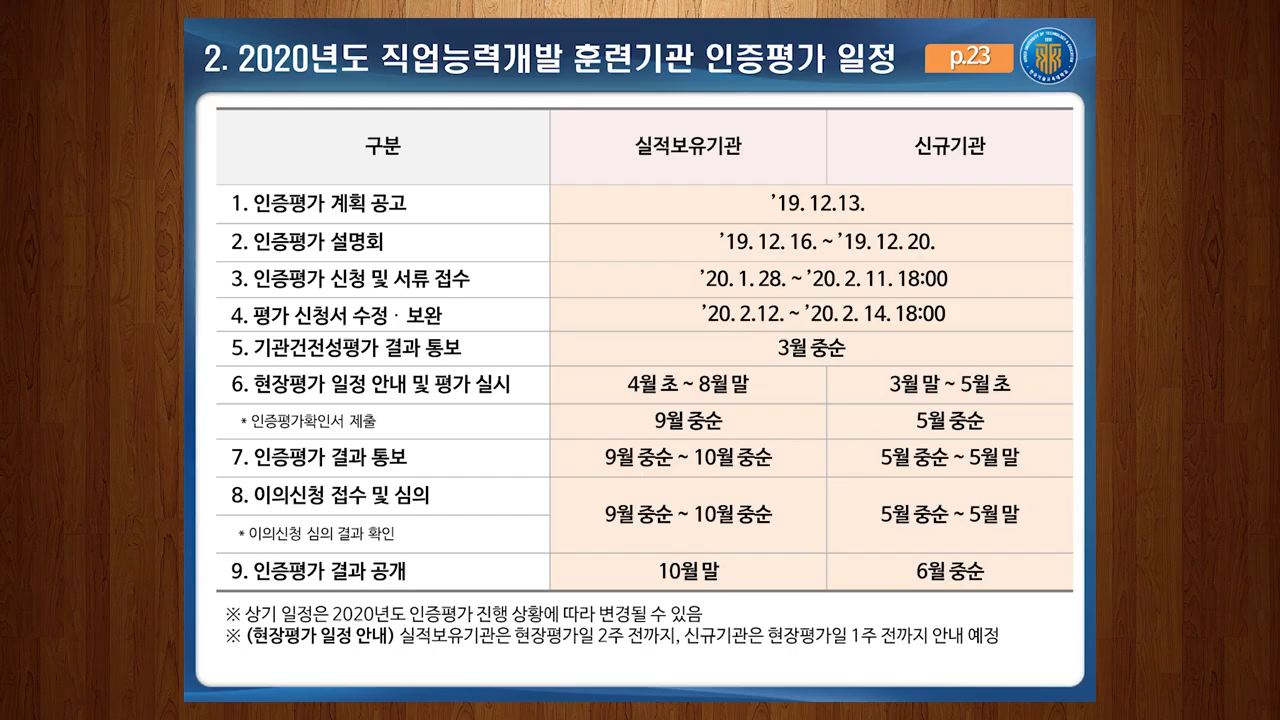 2. 2020년도 직업능력개발 훈련기관 인증평가 일정 p.23
구분 실적보유기관 신규기관
1. 인증평가 계획 공고 ’19. 12.13.
2. 인증평가 설명회 ’19. 12. 16. ~ ’19. 12. 20.
3. 인증평가 신청 및 서류 접수 ’20. 1. 28. ~ ’20. 2. 11. 18:00
4. 평가 신청서 수정 · 보완 ’20. 2.12. ~ ’20. 2. 14. 18:00
5. 기관건전성평가 결과 통보 3월 중순
6. 현장평가 일정 안내 및 평가 실시 4월 초 ~ 8월 말 3월 말 ~ 5월 초
* 인증평가확인서 제출 9월 중순 5월 중순
7. 인증평가 결과 통보 9월 중순 ~ 10월 중순 5월 중순 ~ 5월 말
8. 이의신청 접수 및 심의
9월 중순 ~ 10월 중순 5월 중순 ~ 5월 말
* 이의신청 심의 결과 확인
9. 인증평가 결과 공개 10월 말 6월 중순
※ 상기 일정은 2020년도 인증평가 진행 상황에 따라 변경될 수 있음
※ (현장평가 일정 안내) 실적보유기관은 현장평가일 2주 전까지, 신규기관은 현장평가일 1주 전까지 안내 예정